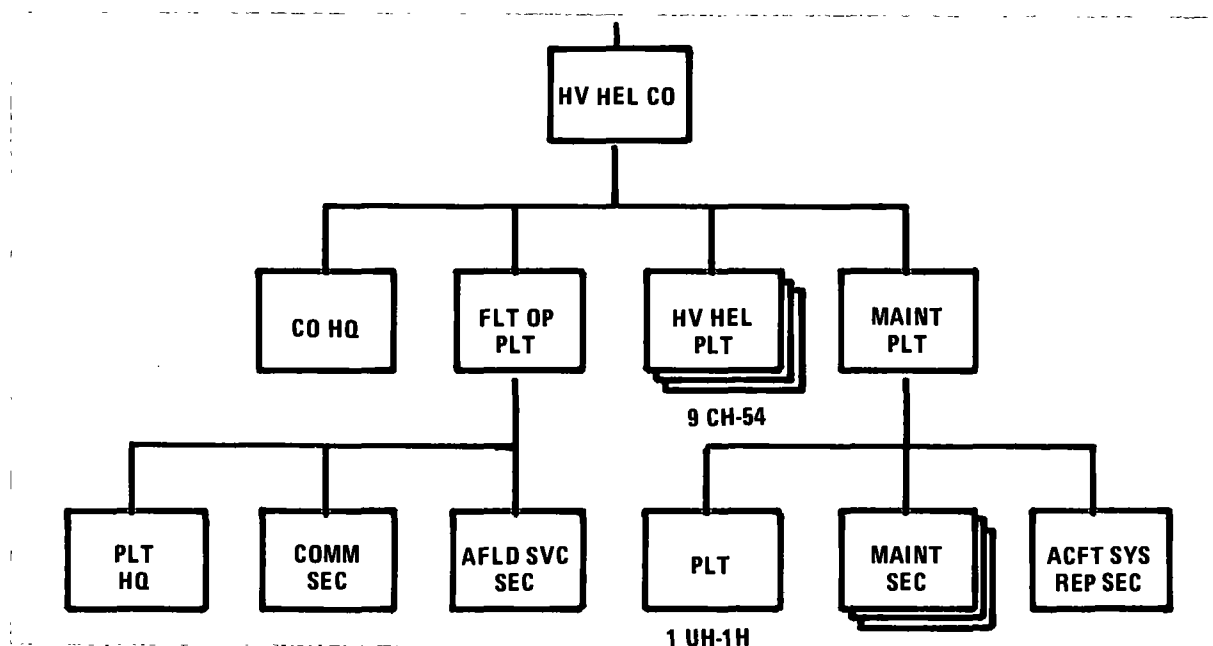 HV HEL CO
CO HQ
FLT OP
PLT
HV HEL
PLT
MAINT
PLT
9 CH-54
PLT
HQ
COMM
SEC
AFLD SVC
SEC
PLT
MAINT
SEC
ACFT SYS
REP SEC
1 UH-1H